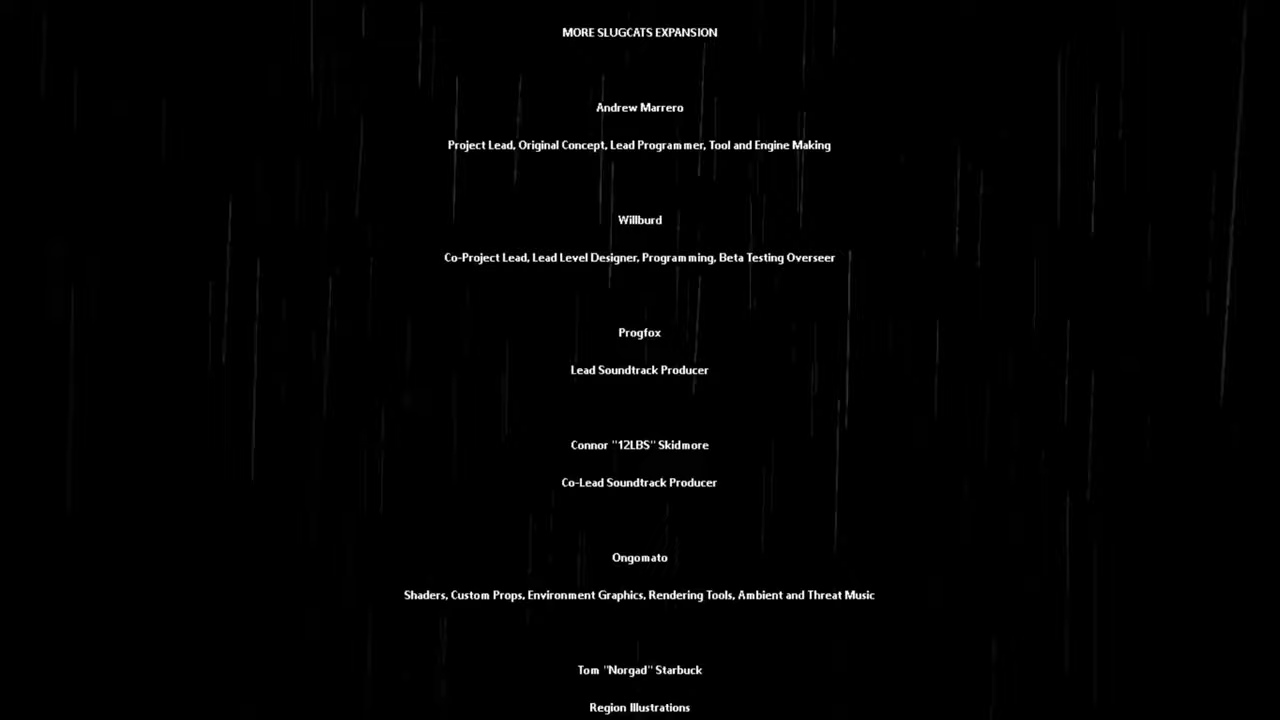 MORE SLUGCATS EXPANSION
Andrew Marrero
Project Lead, Original Concept, Lead Programmer, Tool and Engine Making
Willburd
Co-Project Lead, Lead Level Designer, Programming, Beta Testing Overseer
Progfox
Lead Soundtrack Producer
Connor "12LBS" Skidmore
Co-Lead Soundtrack Producer
Ongomato
Shaders, Custom Props, Environment Graphics, Rendering Tools, Ambient and Threat Music
Tom "Norgad" Starbuck
Region Illustrations